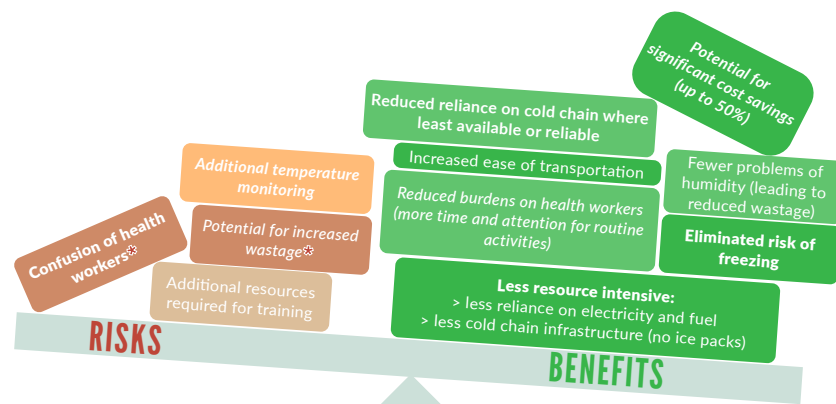 Potential for
significant cost savings
(up to 50%)
Reduced reliance on cold chain where
least available or reliable
Increased ease of transportation
Fewer problems of
humidity (leading to
reduced wastage)
Additional temperature
monitoring
Reduced burdens on health workers
(more time and attention for routine
activities)
Confusion of health
workers*
Potential for increased
wastage*
Eliminated risk of
freezing
Additional resources
required for training
Less resource intensive:
> less reliance on electricity and fuel
> less cold chain infrastructure (no ice packs)
RISKS
BENEFITS